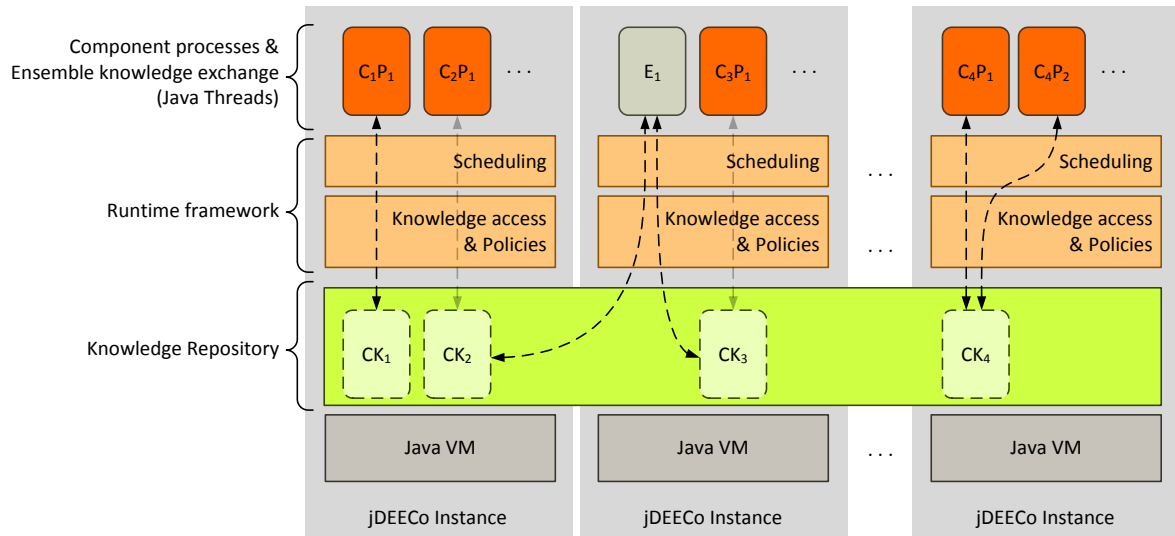 Component processes &
Ensemble knowledge exchange
(Java Threads)
C₁P₁
C₂P₁
. . .
E₁
C₃P₁
. . .
C₄P₁
C₄P₂
. . .
Runtime framework
Scheduling
Scheduling
. . .
Scheduling
Knowledge access
& Policies
Knowledge access
& Policies
. . .
Knowledge access
& Policies
Knowledge Repository
CK₁
CK₂
CK₃
CK₄
Java VM
Java VM
. . .
Java VM
jDEECo Instance
jDEECo Instance
jDEECo Instance